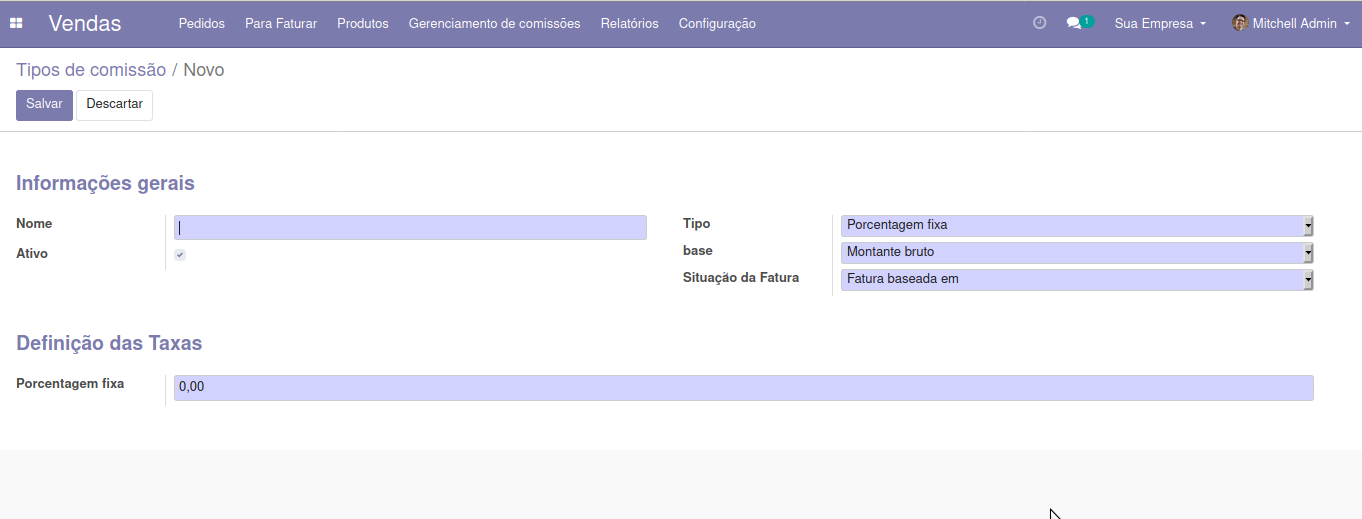 Vendas Pedidos Para Faturar Produtos Gerenciamento de comissões Relatórios Configuração 1 Sua Empresa Mitchell Admin
Tipos de comissão / Novo
Salvar Descartar
Informações gerais
Nome
Ativo
Tipo Porcentagem fixa
base Montante bruto
Situação da Fatura Fatura baseada em
Definição das Taxas
Porcentagem fixa 0,00